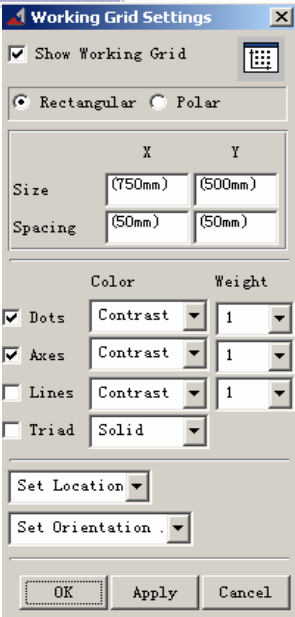 Working Grid Settings
Show Working Grid
Rectangular Polar
X Y
Size (750mm) (500mm)
Spacing (50mm) (50mm)
Color Weight
Dots Contrast 1
Axes Contrast 1
Lines Contrast 1
Triad Solid
Set Location
Set Orientation .
OK Apply Cancel